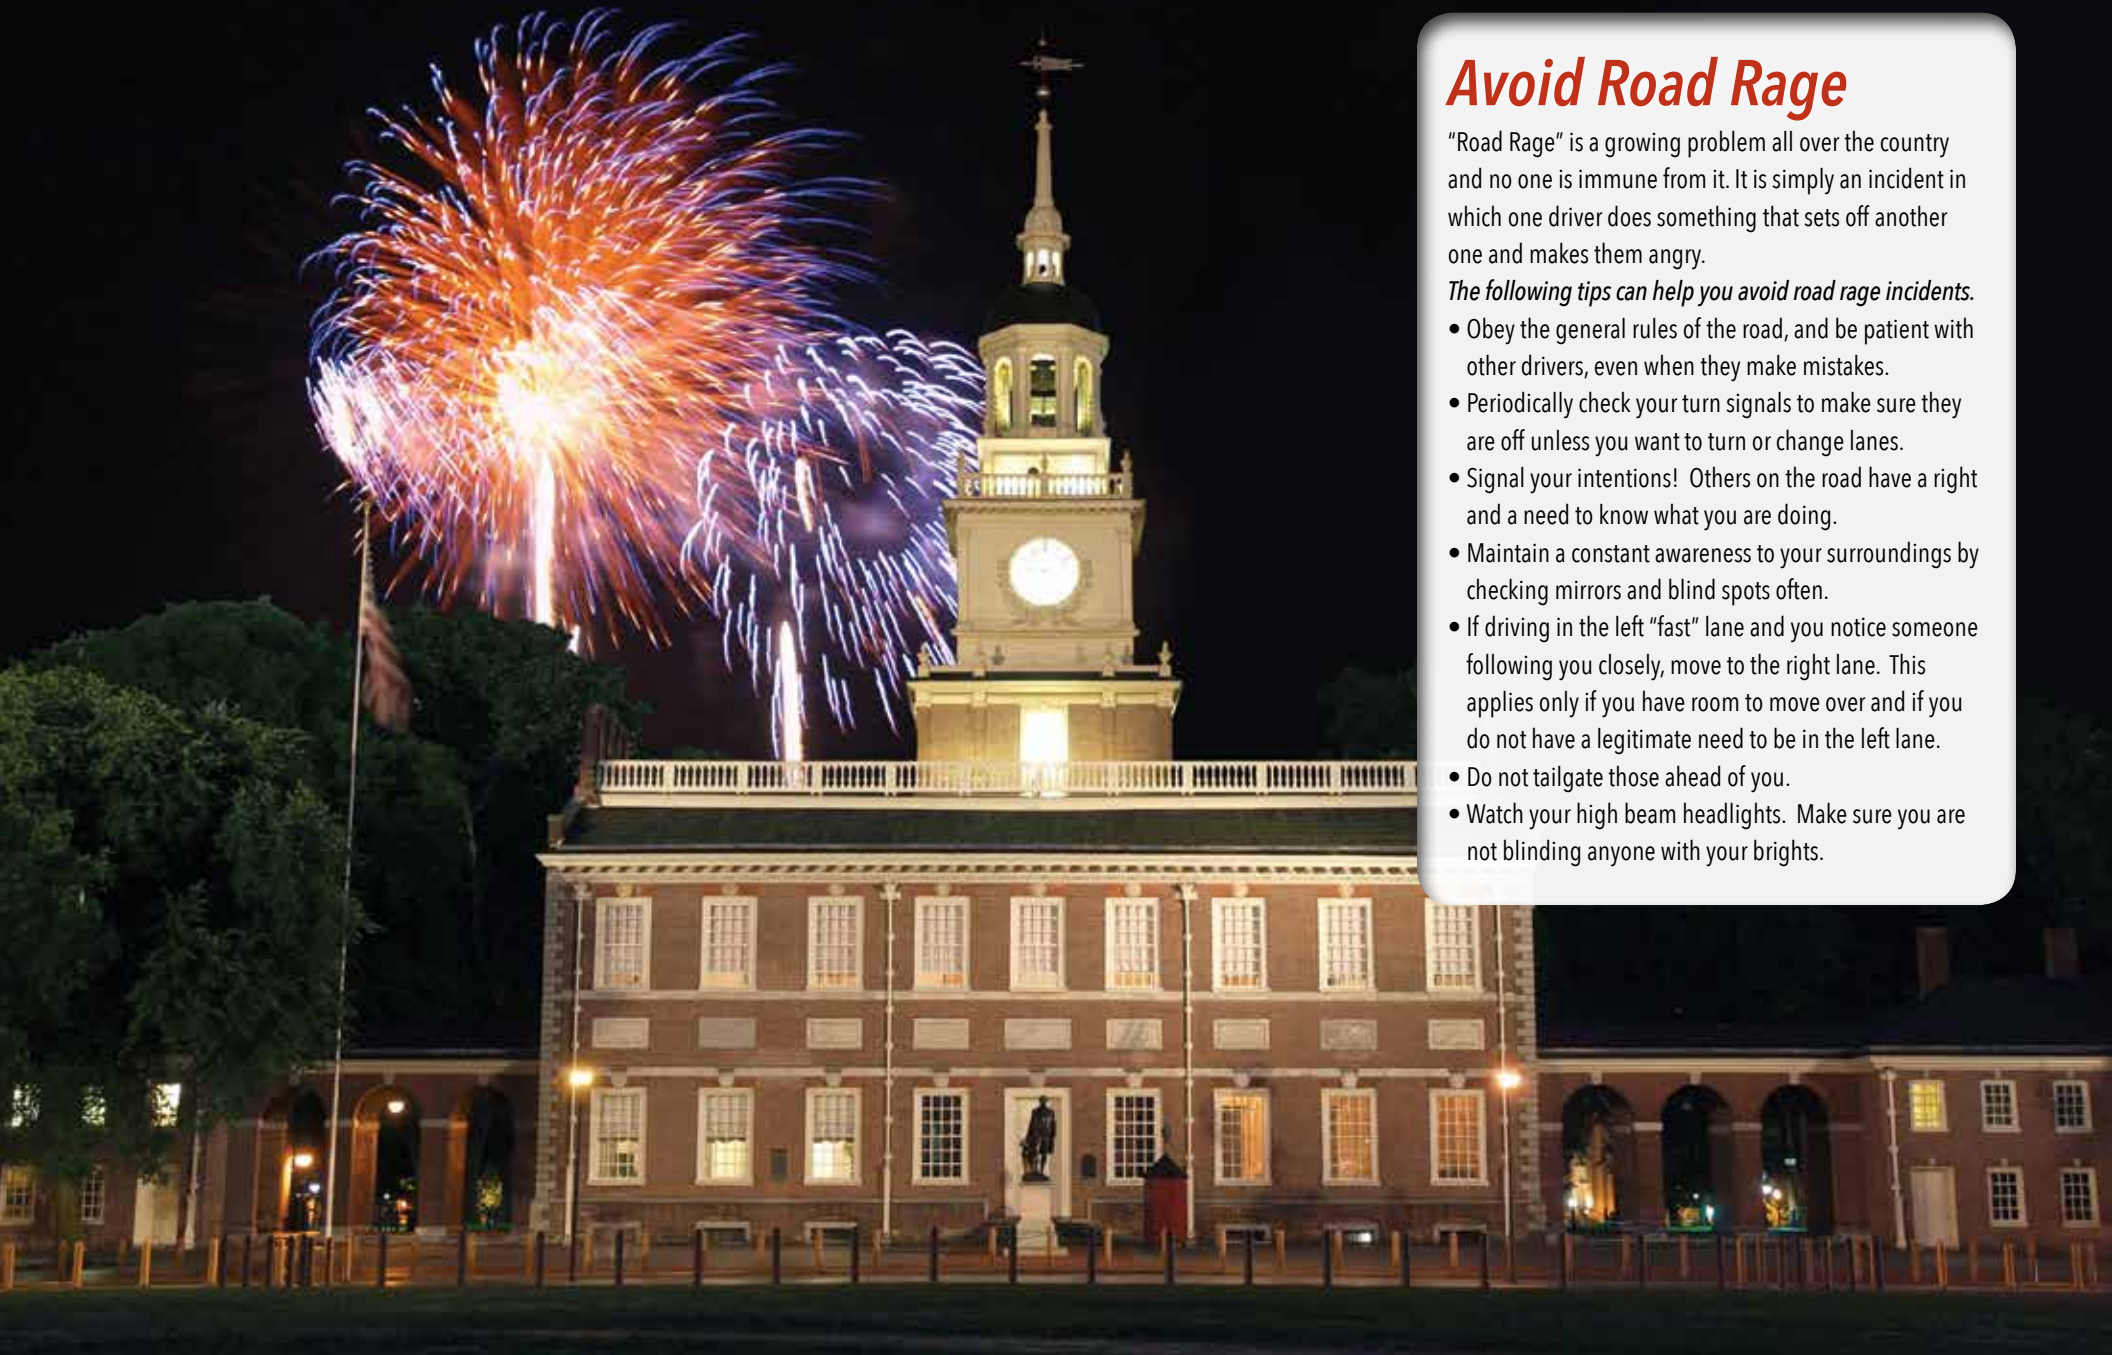 Avoid Road Rage
“Road Rage” is a growing problem all over the country
and no one is immune from it. It is simply an incident in
which one driver does something that sets off another
one and makes them angry.
The following tips can help you avoid road rage incidents.
• Obey the general rules of the road, and be patient with
other drivers, even when they make mistakes.
• Periodically check your turn signals to make sure they
are off unless you want to turn or change lanes.
• Signal your intentions!  Others on the road have a right
and a need to know what you are doing.
• Maintain a constant awareness to your surroundings by
checking mirrors and blind spots often.
• If driving in the left “fast” lane and you notice someone
following you closely, move to the right lane.  This
applies only if you have room to move over and if you
do not have a legitimate need to be in the left lane.
• Do not tailgate those ahead of you.
• Watch your high beam headlights.  Make sure you are
not blinding anyone with your brights.